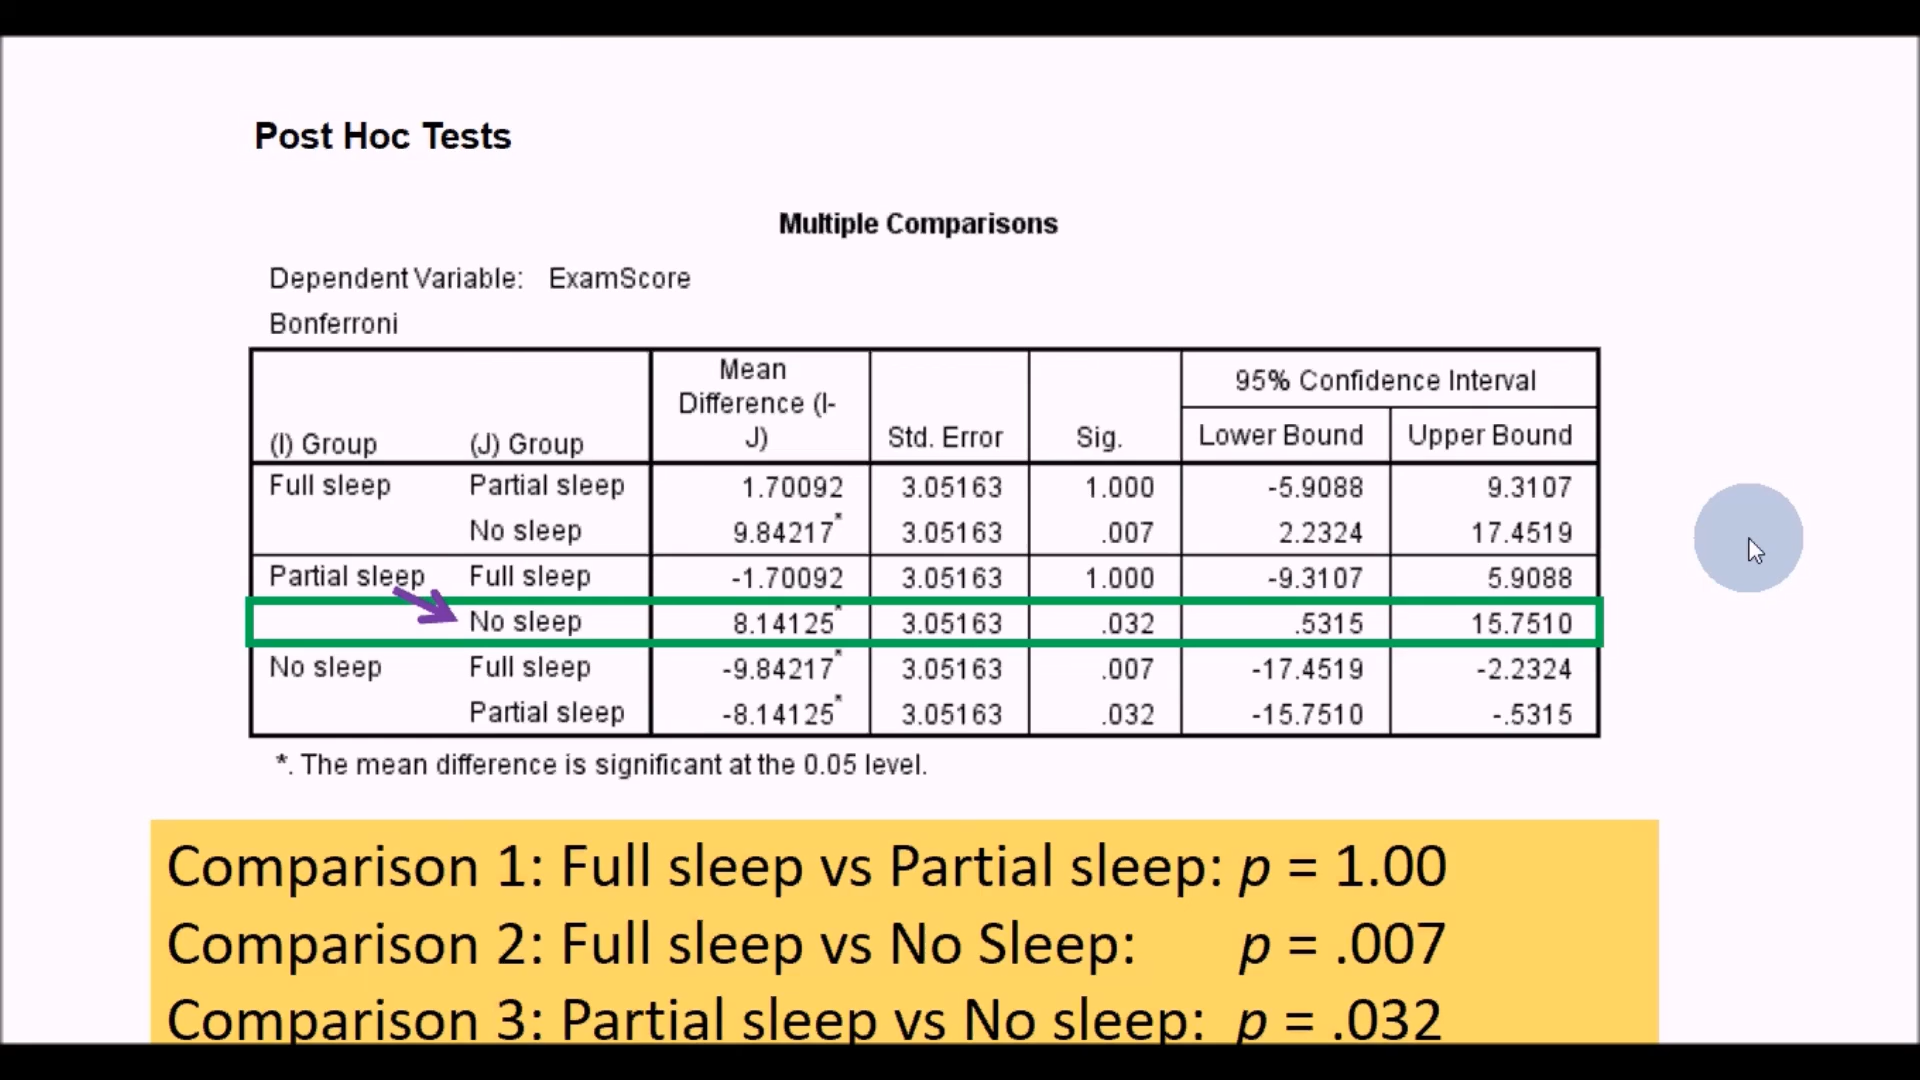 Post Hoc Tests
Multiple Comparisons
Dependent Variable: ExamScore
Bonferroni
(I) Group (J) Group Mean Difference (I-J) Std. Error Sig. 95% Confidence Interval
Lower Bound Upper Bound
Full sleep Partial sleep 1.70092 3.05163 1.000 -5.9088 9.3107
No sleep 9.84217* 3.05163 .007 2.2324 17.4519
Partial sleep Full sleep -1.70092 3.05163 1.000 -9.3107 5.9088
No sleep 8.14125* 3.05163 .032 .5315 15.7510
No sleep Full sleep -9.84217* 3.05163 .007 -17.4519 -2.2324
Partial sleep -8.14125* 3.05163 .032 -15.7510 -.5315
*. The mean difference is significant at the 0.05 level.
Comparison 1: Full sleep vs Partial sleep: p = 1.00
Comparison 2: Full sleep vs No Sleep: p = .007
Comparison 3: Partial sleep vs No sleep: p = .032